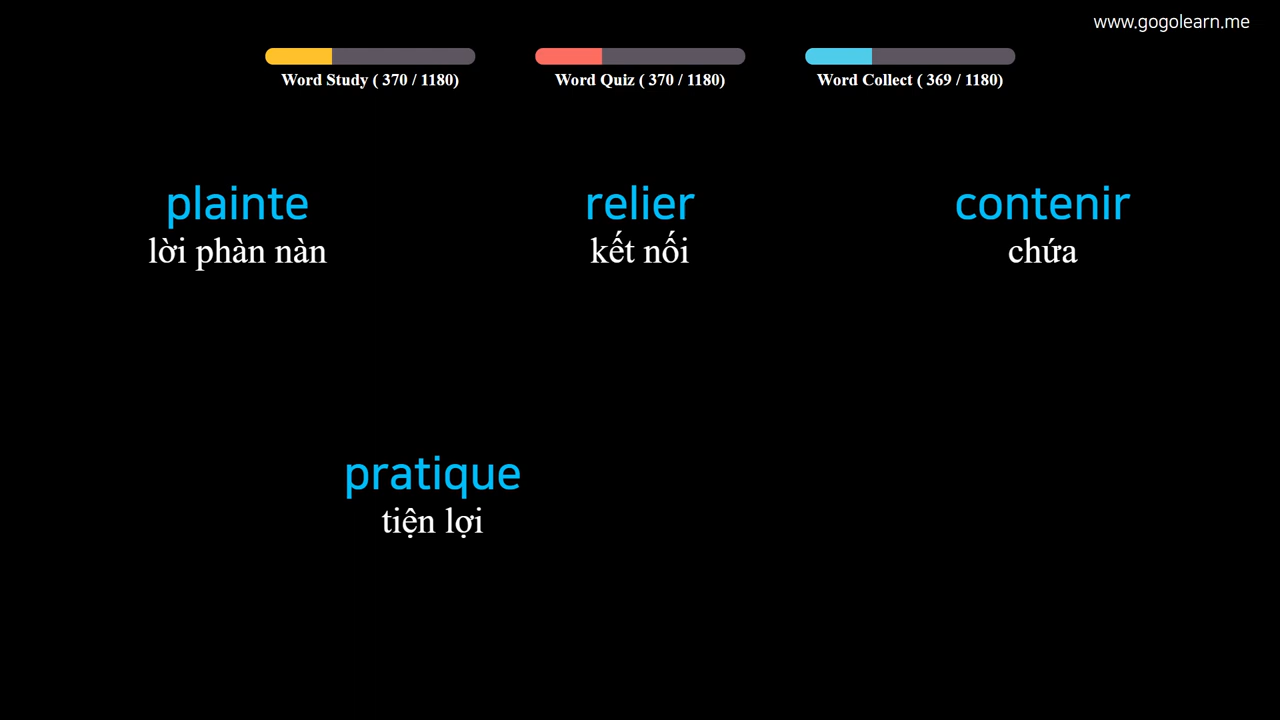 www.gogolearn.me
Word Study ( 370 / 1180)
Word Quiz ( 370 / 1180)
Word Collect ( 369 / 1180)
plainte
lời phàn nàn
relier
kết nối
contenir
chứa
pratique
tiện lợi